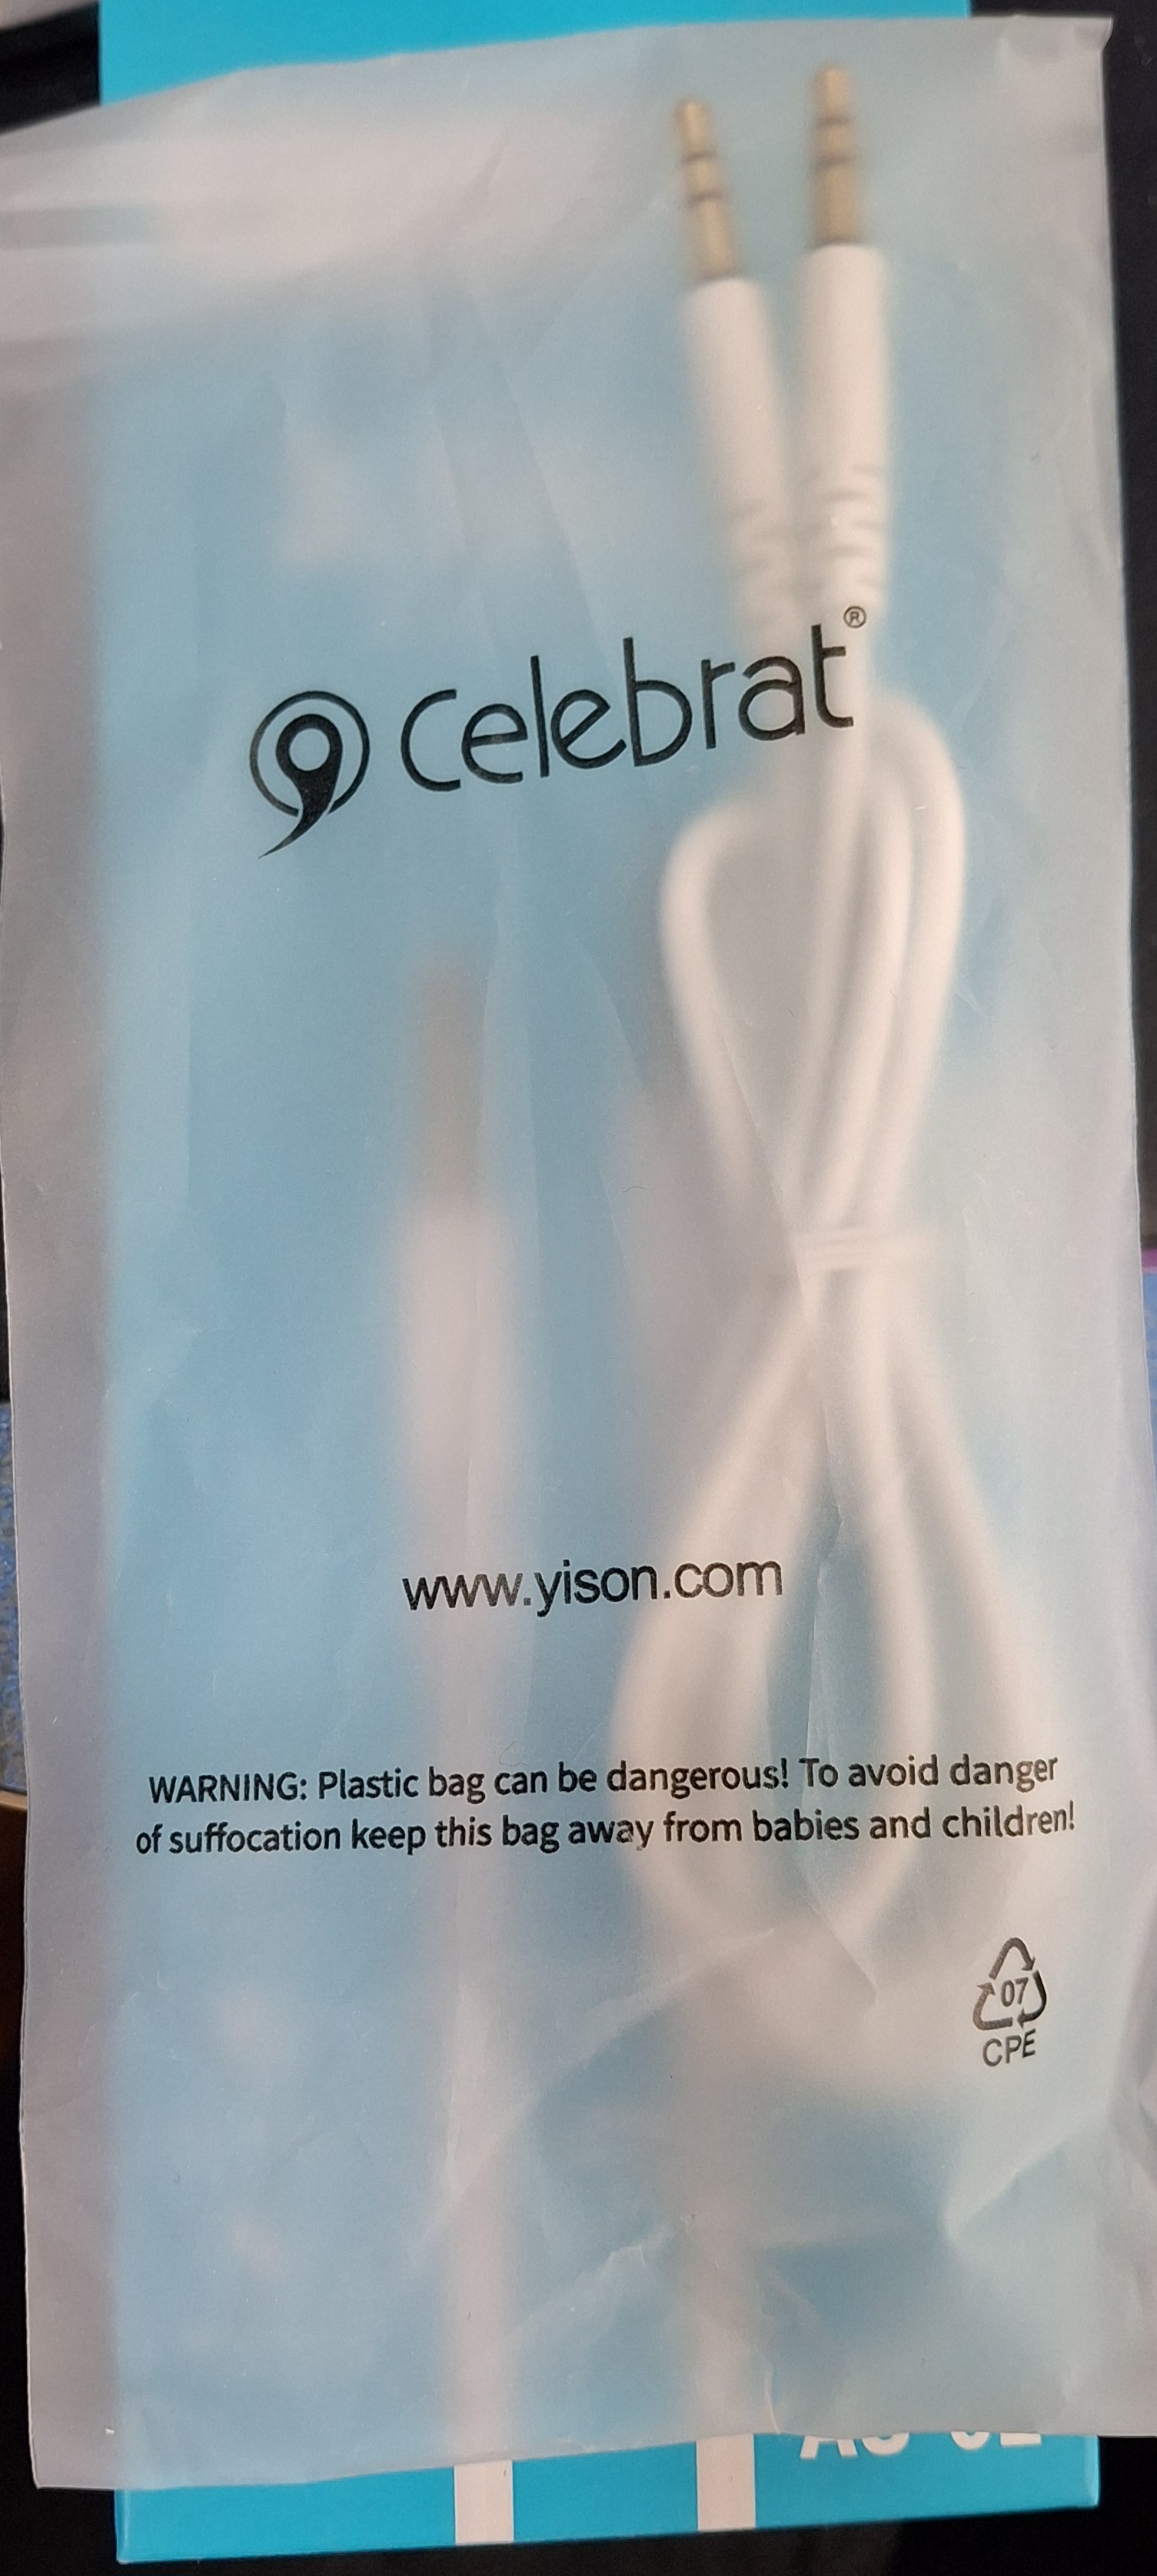 celebrat®
www.yison.com
WARNING: Plastic bag can be dangerous! To avoid danger
of suffocation keep this bag away from babies and children!
07
CPE